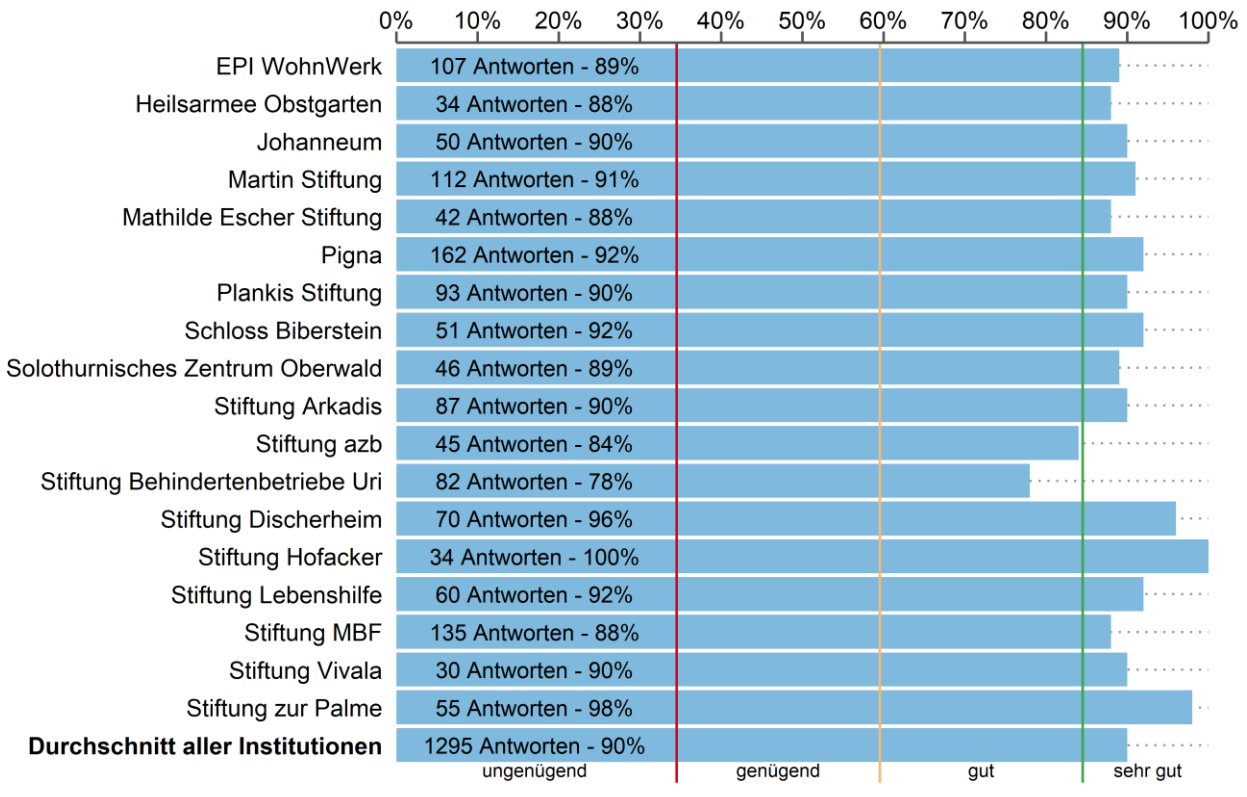 0% 10% 20% 30% 40% 50% 60% 70% 80% 90% 100%
EPI WohnWerk 107 Antworten - 89%
Heilsarmee Obstgarten 34 Antworten - 88%
Johanneum 50 Antworten - 90%
Martin Stiftung 112 Antworten - 91%
Mathilde Escher Stiftung 42 Antworten - 88%
Pigna 162 Antworten - 92%
Plankis Stiftung 93 Antworten - 90%
Schloss Biberstein 51 Antworten - 92%
Solothurnisches Zentrum Oberwald 46 Antworten - 89%
Stiftung Arkadis 87 Antworten - 90%
Stiftung azb 45 Antworten - 84%
Stiftung Behindertenbetriebe Uri 82 Antworten - 78%
Stiftung Discherheim 70 Antworten - 96%
Stiftung Hofacker 34 Antworten - 100%
Stiftung Lebenshilfe 60 Antworten - 92%
Stiftung MBF 135 Antworten - 88%
Stiftung Vivala 30 Antworten - 90%
Stiftung zur Palme 55 Antworten - 98%
Durchschnitt aller Institutionen 1295 Antworten - 90%
ungenügend genügend gut sehr gut